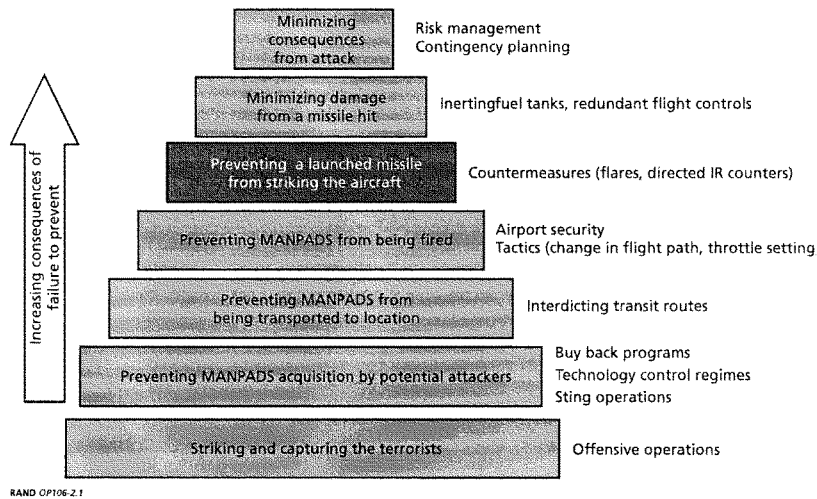 Minimizing
consequences
from attack
Risk management
Contingency planning
Minimizing damage
from a missile hit
Inertingfuel tanks, redundant flight controls
Preventing a launched missile
from striking the aircraft
Countermeasures (flares, directed IR counters)
Preventing MANPADS from being fired
Airport security
Tactics (change in flight path, throttle setting
Preventing MANPADS from
being transported to location
Interdicting transit routes
Preventing MANPADS acquisition by potential attackers
Buy back programs
Technology control regimes
Sting operations
Striking and capturing the terrorists
Offensive operations
Increasing consequences of
failure to prevent
RAND OP106-2.1